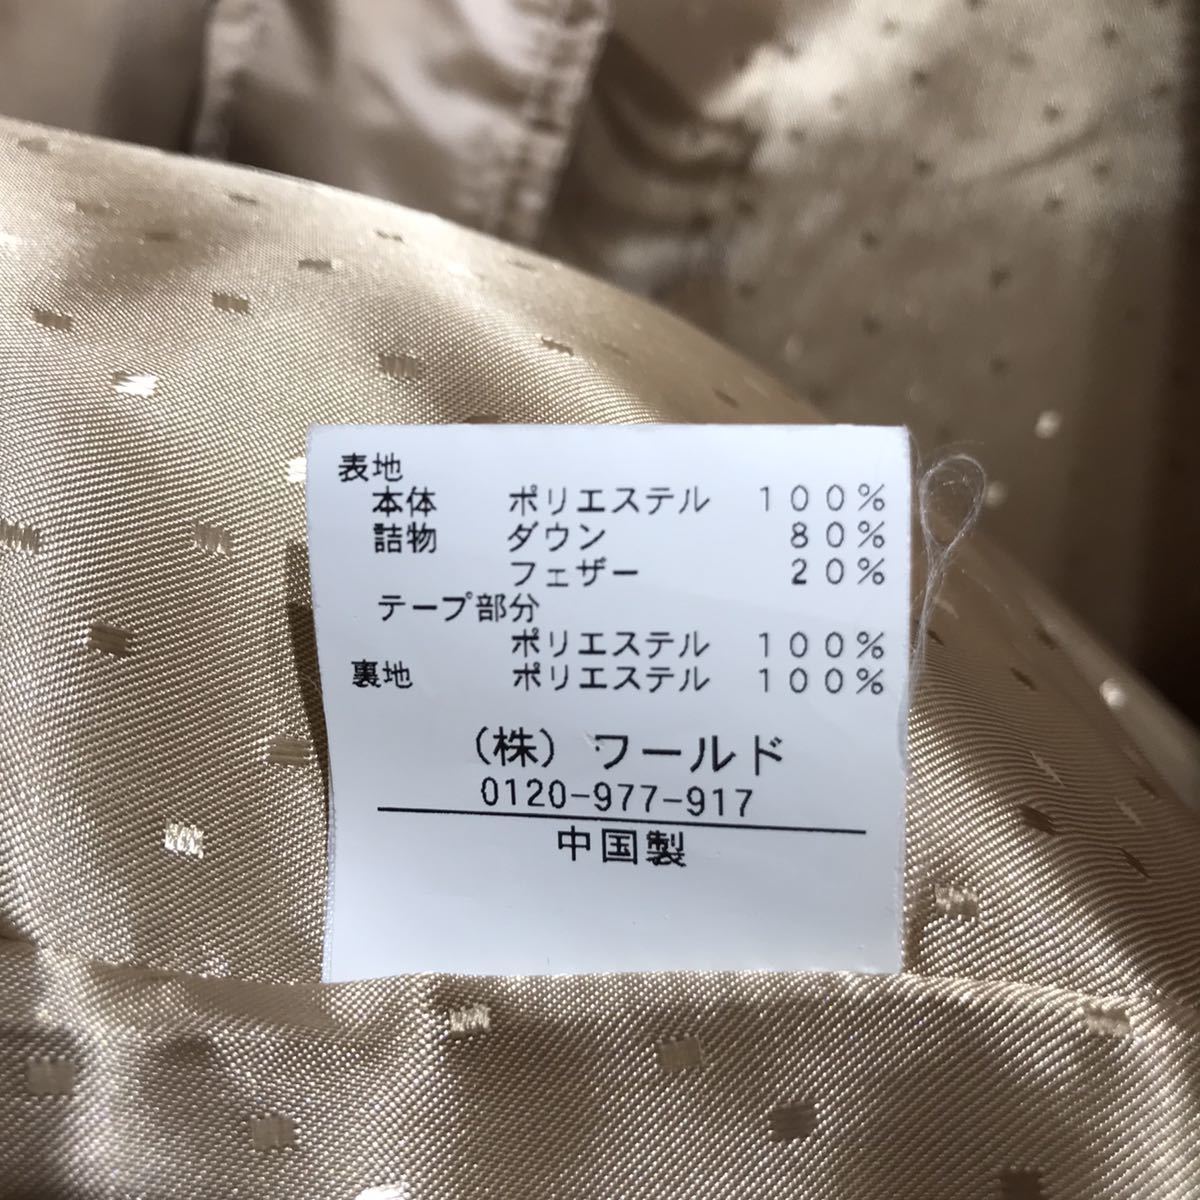 表地
本体 ポリエステル 100%
詰物 ダウン 80%
フェザー 20%
テープ部分
ポリエステル 100%
裏地 ポリエステル 100%
(株) ワールド
0120-977-917
中国製